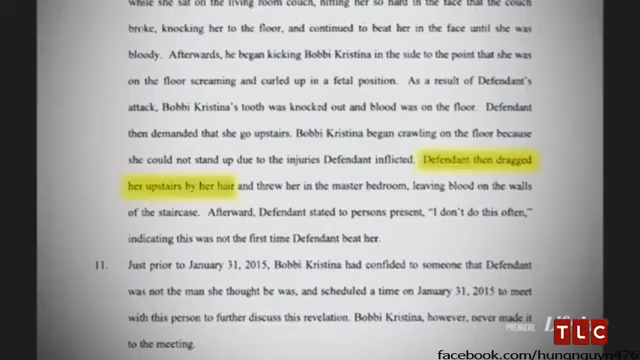 while she sat on the living room couch, hitting her so hard in the face that the couch
broke, knocking her to the floor, and continued to beat her in the face until she was
bloody. Afterwards, he began kicking Bobbi Kristina in the side to the point that she was
on the floor screaming and curled up in a fetal position. As a result of Defendant's
attack, Bobbi Kristina's tooth was knocked out and blood was on the floor. Defendant
then demanded that she go upstairs. Bobbi Kristina began crawling on the floor because
she could not stand up due to the injuries Defendant inflicted. Defendant then dragged
her upstairs by her hair and threw her in the master bedroom, leaving blood on the walls
of the staircase. Afterward, Defendant stated to persons present, "I don't do this often,"
indicating this was not the first time Defendant beat her.
11. Just prior to January 31, 2015, Bobbi Kristina had confided to someone that Defendant
was not the man she thought he was, and scheduled a time on January 31, 2015 to meet
with this person to further discuss this revelation. Bobbi Kristina, however, never made it
to the meeting.
PREMIERE
TLC